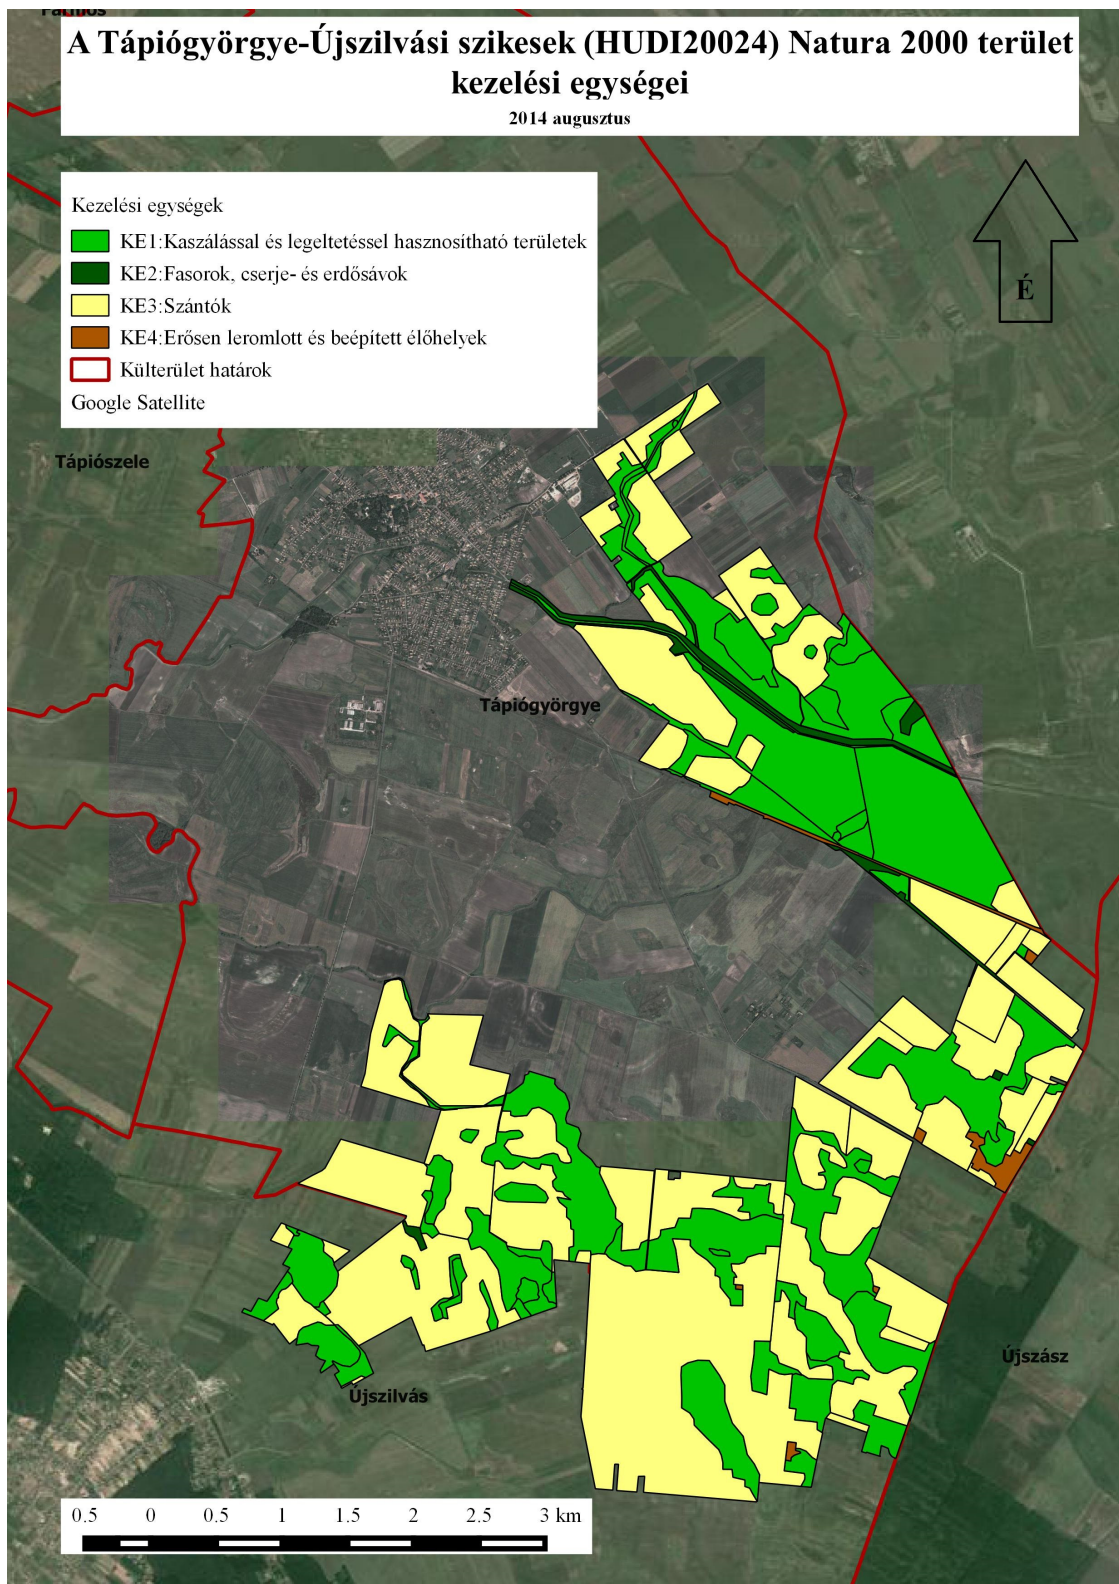 Farmos
A Tápiógyörgye-Újszilvási szikesek (HUDI20024) Natura 2000 terület
kezelési egységei
2014 augusztus
Kezelési egységek
KE1:Kaszálással és legeltetéssel hasznosítható területek
KE2:Fasorok, cserje- és erdősávok
KE3:Szántók
KE4:Erősen leromlott és beépített élőhelyek
Külterület határok
Google Satellite
É
Tápiószele
Tápiógyörgye
Újszász
Újszilvás
0.5 0 0.5 1 1.5 2 2.5 3 km